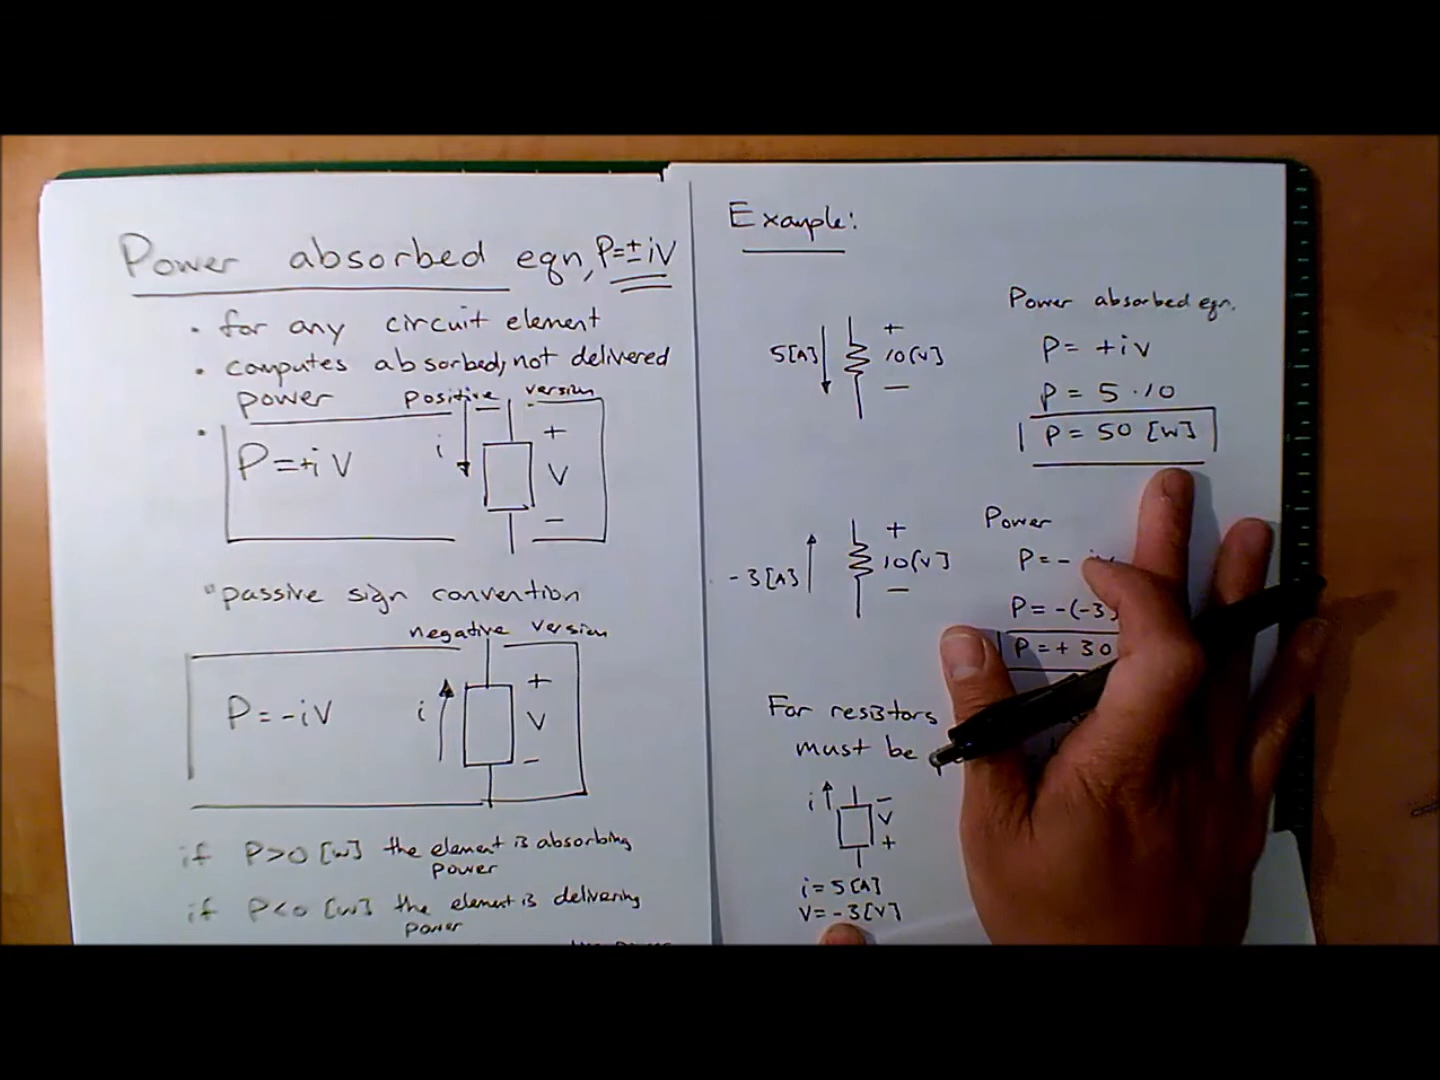 Power absorbed eqn, P=±iV
• for any circuit element
• computes absorbed, not delivered
power
positive version
• P=+iV
i
+
V
-
"passive sign convention
negative version
P=-iV
i
+
V
-
if P>0 [W] the element is absorbing
power
if P<0 [W] the element is delivering
power
Example:
Power absorbed eqn.
5[A]
+
10[V]
-
P= +iv
P= 5·10
P= 50 [W]
Power
-3[A]
+
10[V]
-
P= -
P= -(-3)
P= + 30
For resistors
must be
i
-
V
+
i=5[A]
V=-3[V]